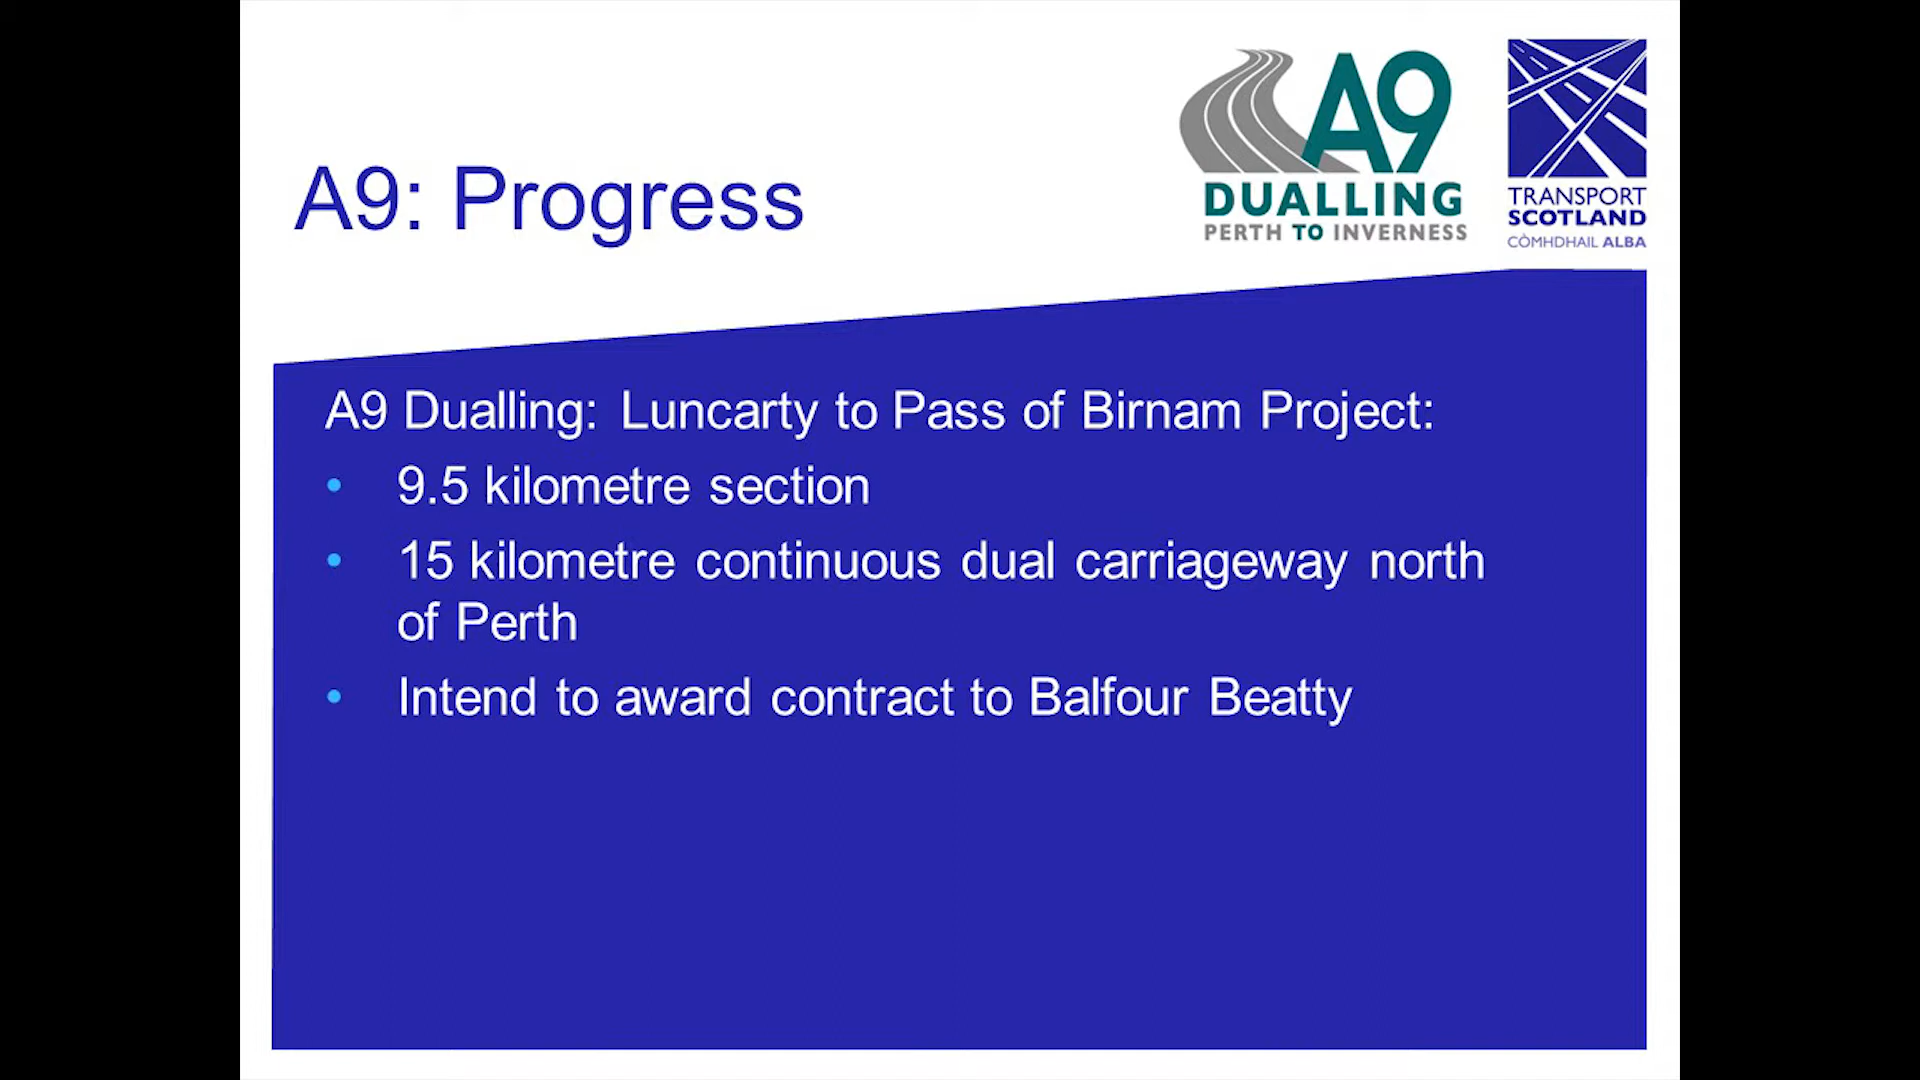 A9
DUALLING
PERTH TO INVERNESS
TRANSPORT
SCOTLAND
CÒMHDHAIL ALBA
A9: Progress
A9 Dualling: Luncarty to Pass of Birnam Project:
• 9.5 kilometre section
• 15 kilometre continuous dual carriageway north
of Perth
• Intend to award contract to Balfour Beatty